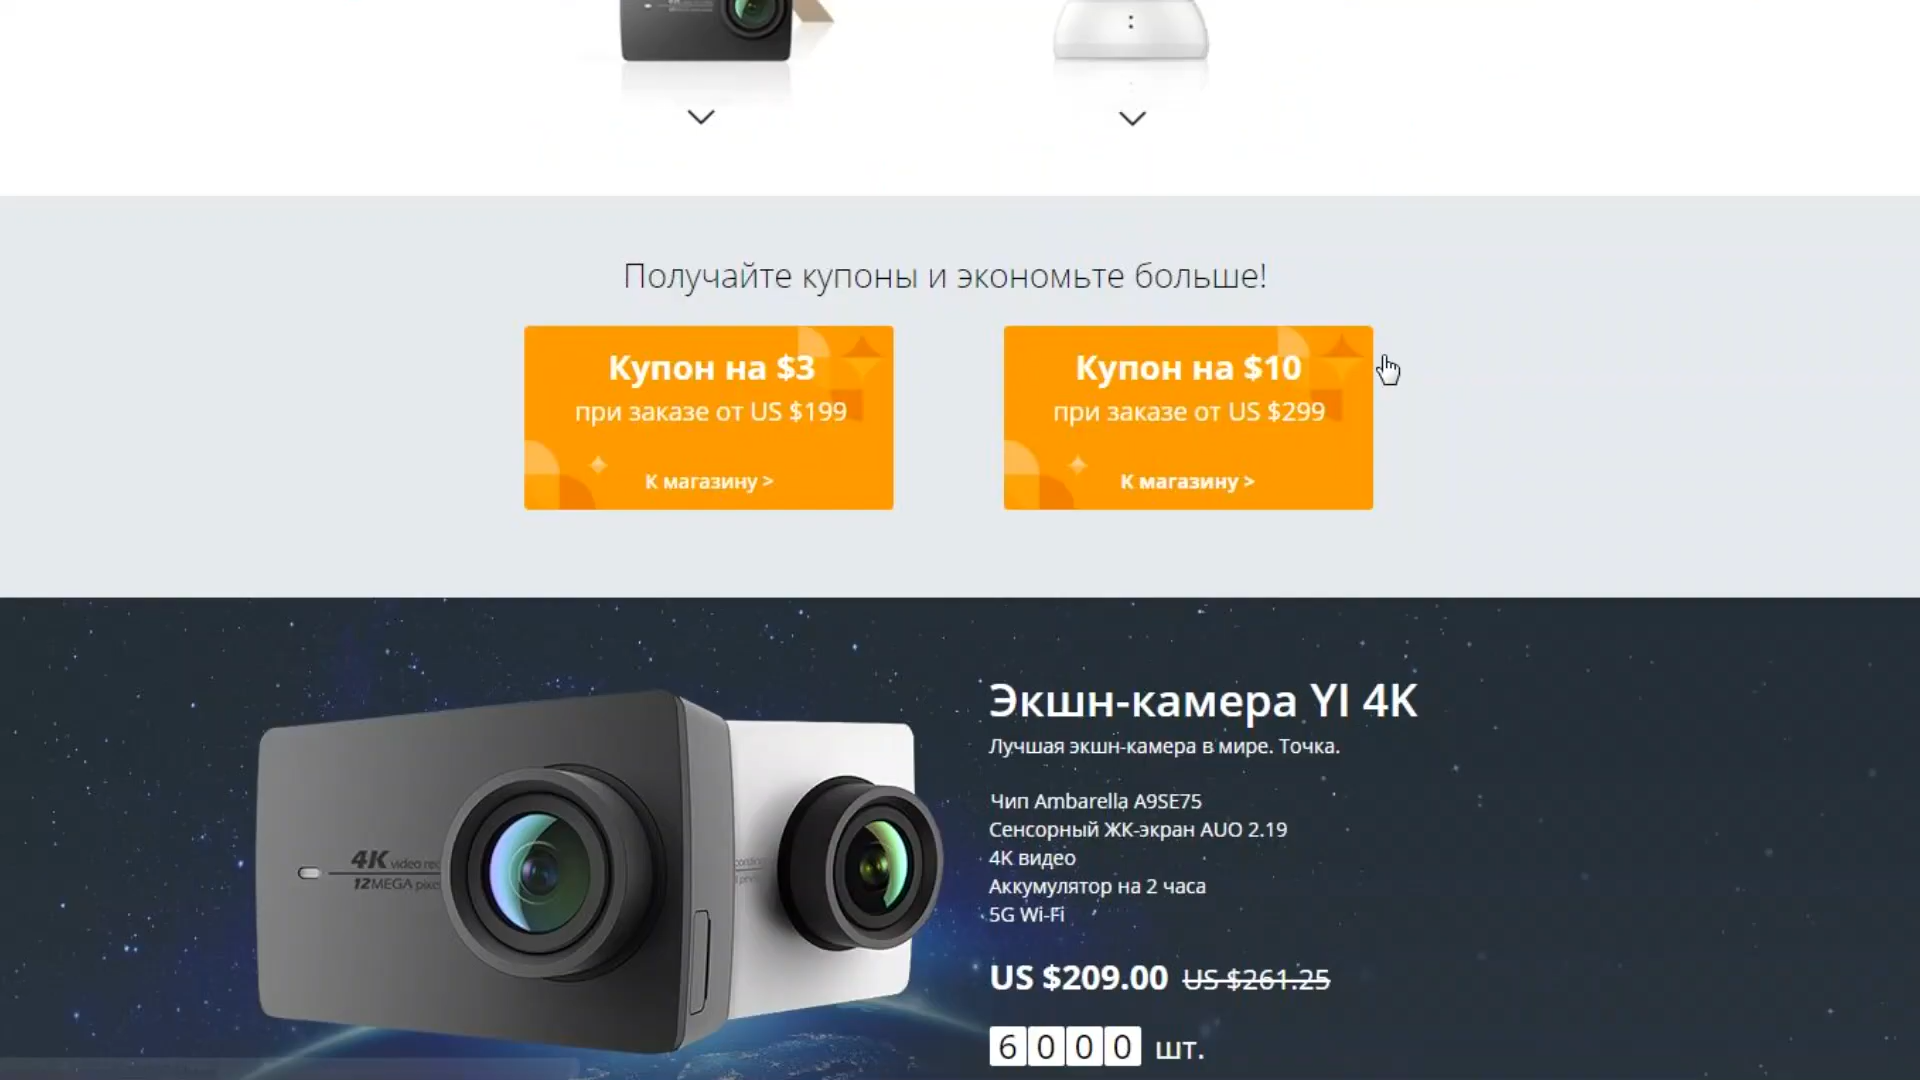 Получайте купоны и экономьте больше!
Купон на $3
при заказе от US $199
К магазину >
Купон на $10
при заказе от US $299
К магазину >
Экшн-камера YI 4K
Лучшая экшн-камера в мире. Точка.
Чип Ambarella A9SE75
Сенсорный ЖК-экран AUO 2.19
4K видео
Аккумулятор на 2 часа
5G Wi-Fi
US $209.00 US $261.25
6000 шт.
4K video
12MEGA